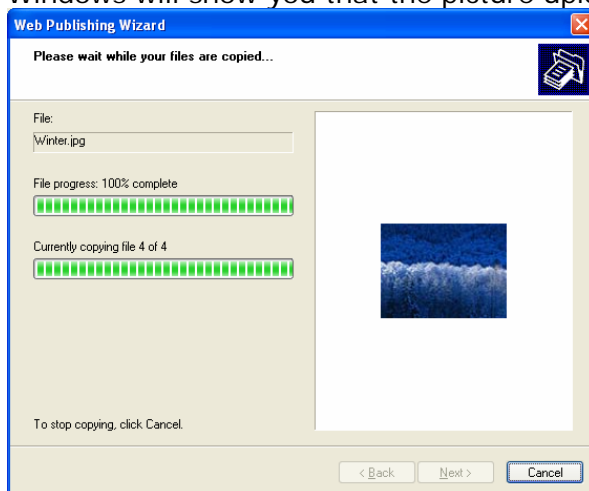 Windows will show you that the picture
Web Publishing Wizard
Please wait while your files are copied...
File:
Winter.jpg
File progress: 100% complete
Currently copying file 4 of 4
To stop copying, click Cancel.
< Back
Next >
Cancel